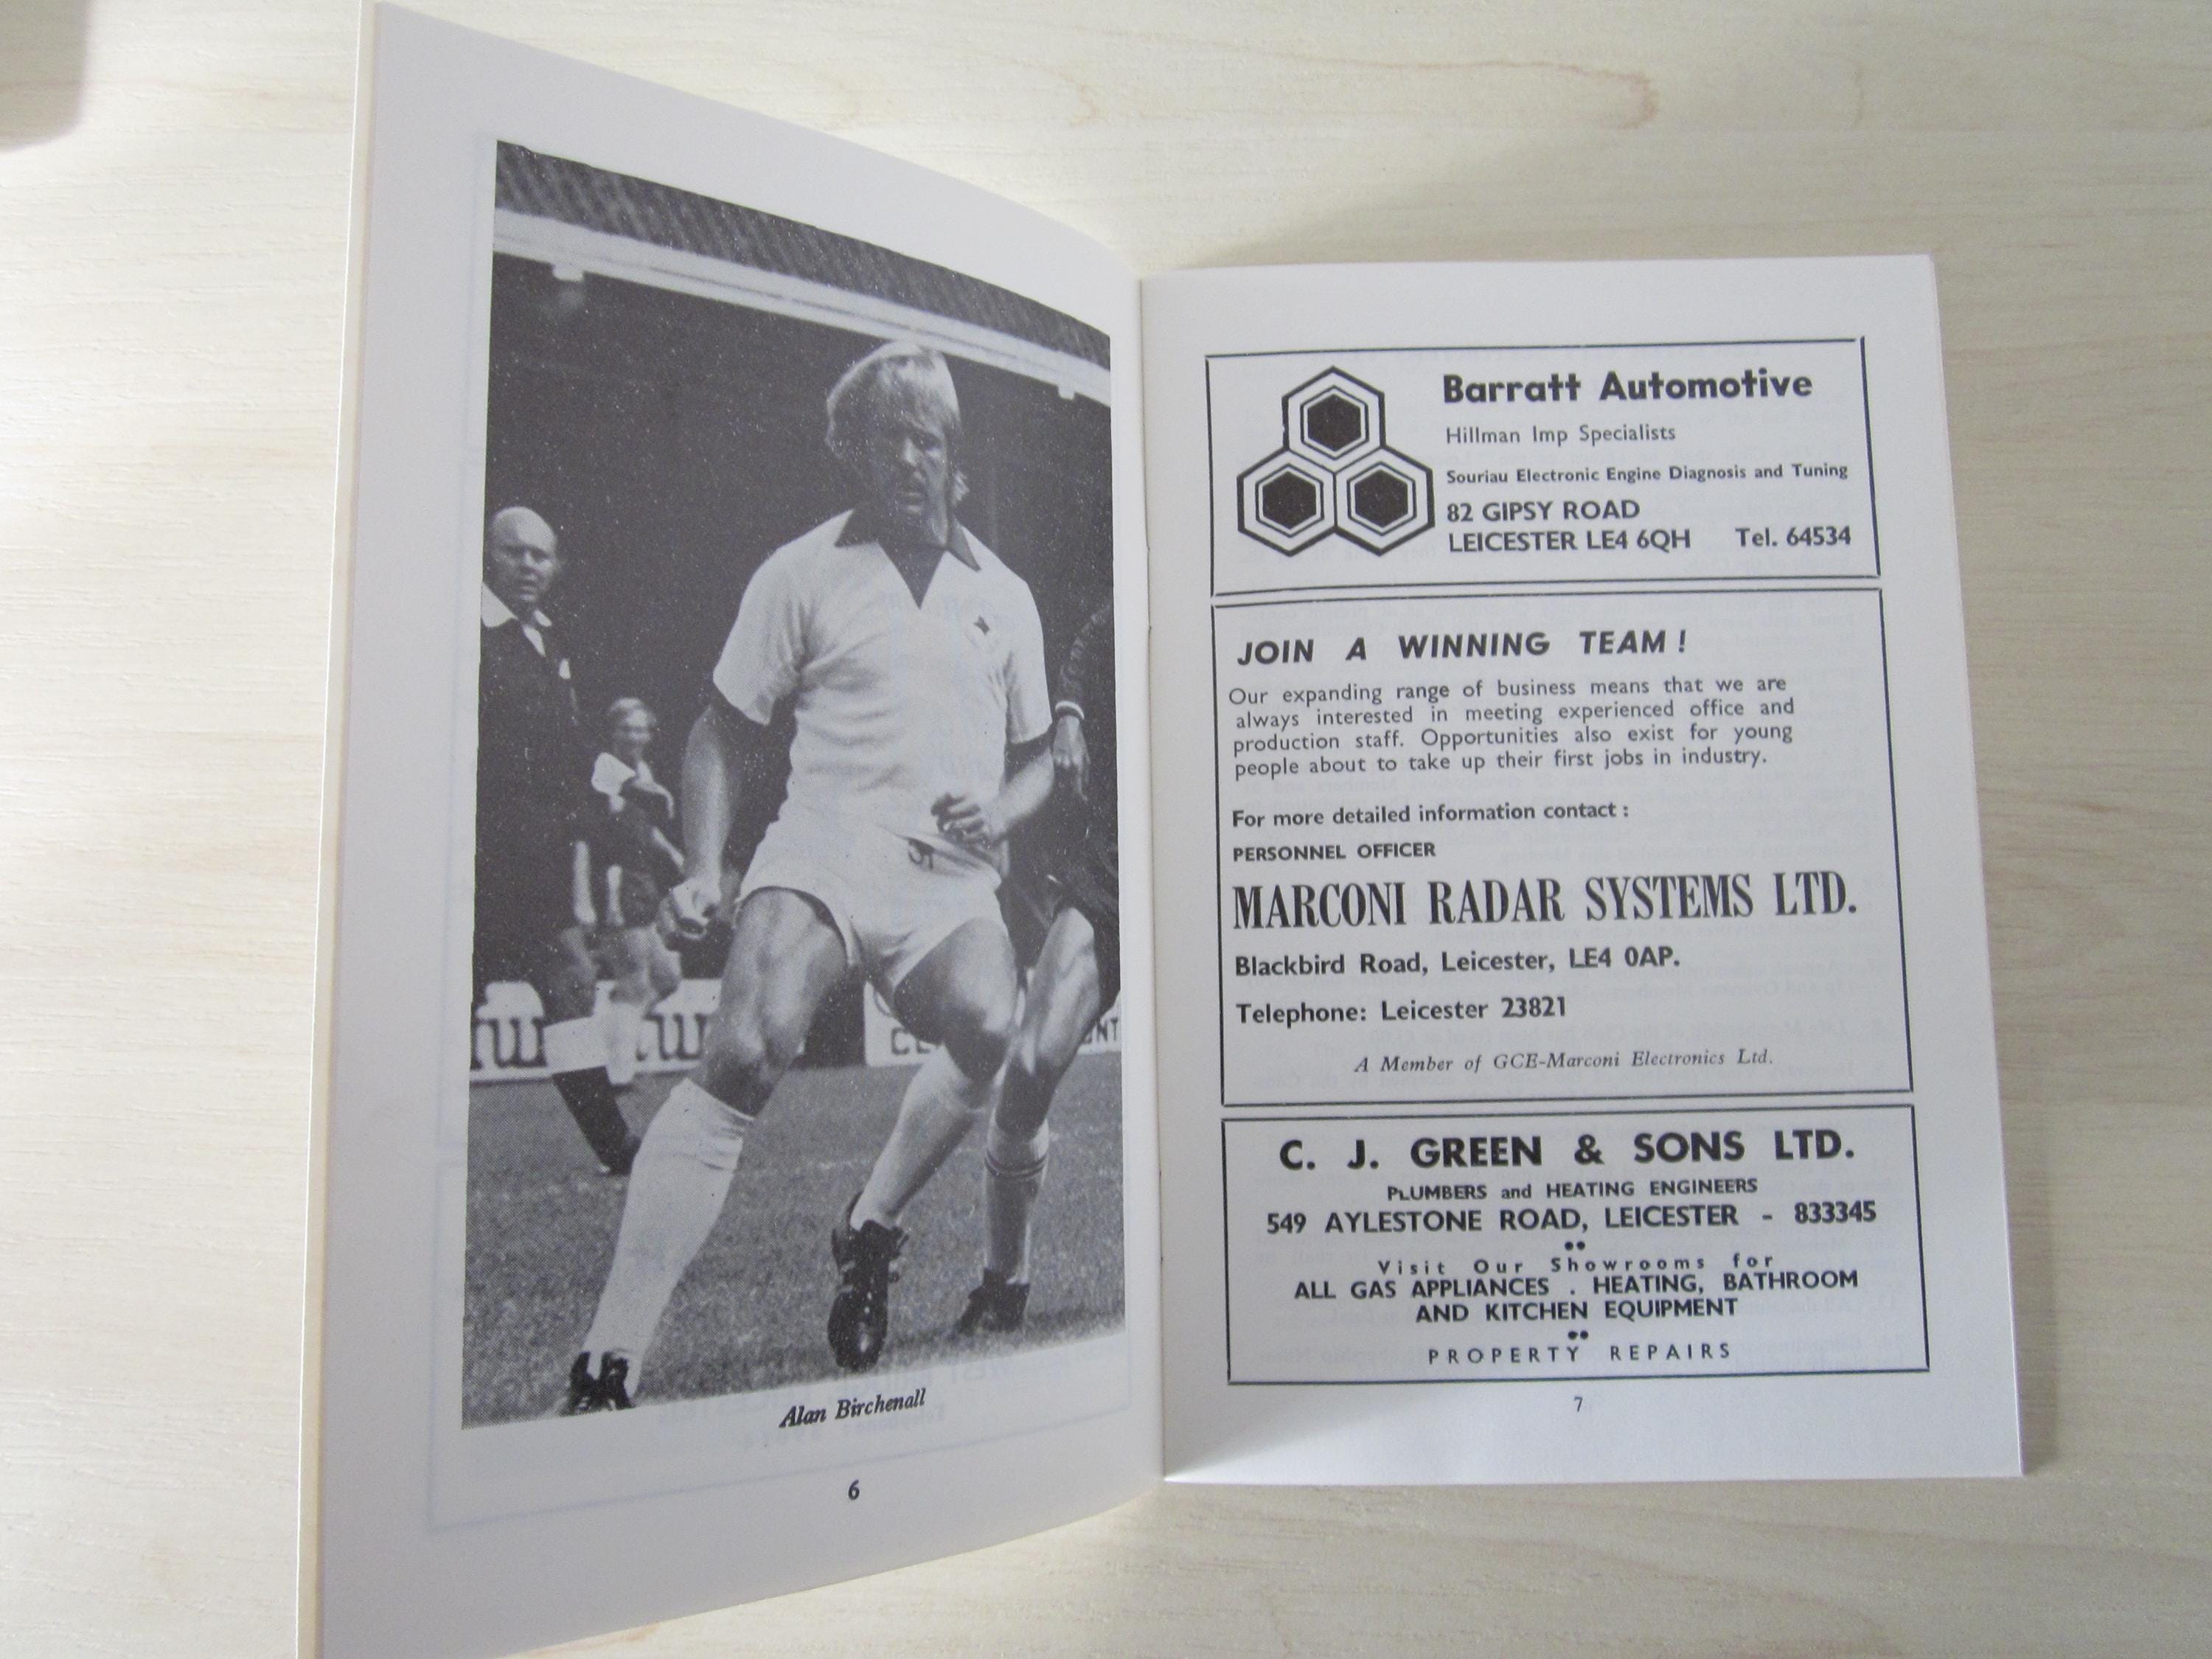 Alan Birchenall
6
Barratt Automotive
Hillman Imp Specialists
Souriau Electronic Engine Diagnosis and Tuning
82 GIPSY ROAD
LEICESTER LE4 6QH Tel. 64534
JOIN A WINNING TEAM !
Our expanding range of business means that we are
always interested in meeting experienced office and
production staff. Opportunities also exist for young
people about to take up their first jobs in industry.
For more detailed information contact :
PERSONNEL OFFICER
MARCONI RADAR SYSTEMS LTD.
Blackbird Road, Leicester, LE4 0AP.
Telephone: Leicester 23821
A Member of GCE-Marconi Electronics Ltd.
C. J. GREEN & SONS LTD.
PLUMBERS and HEATING ENGINEERS
549 AYLESTONE ROAD, LEICESTER - 833345
Visit Our Showrooms for
ALL GAS APPLIANCES . HEATING, BATHROOM
AND KITCHEN EQUIPMENT
PROPERTY REPAIRS
7